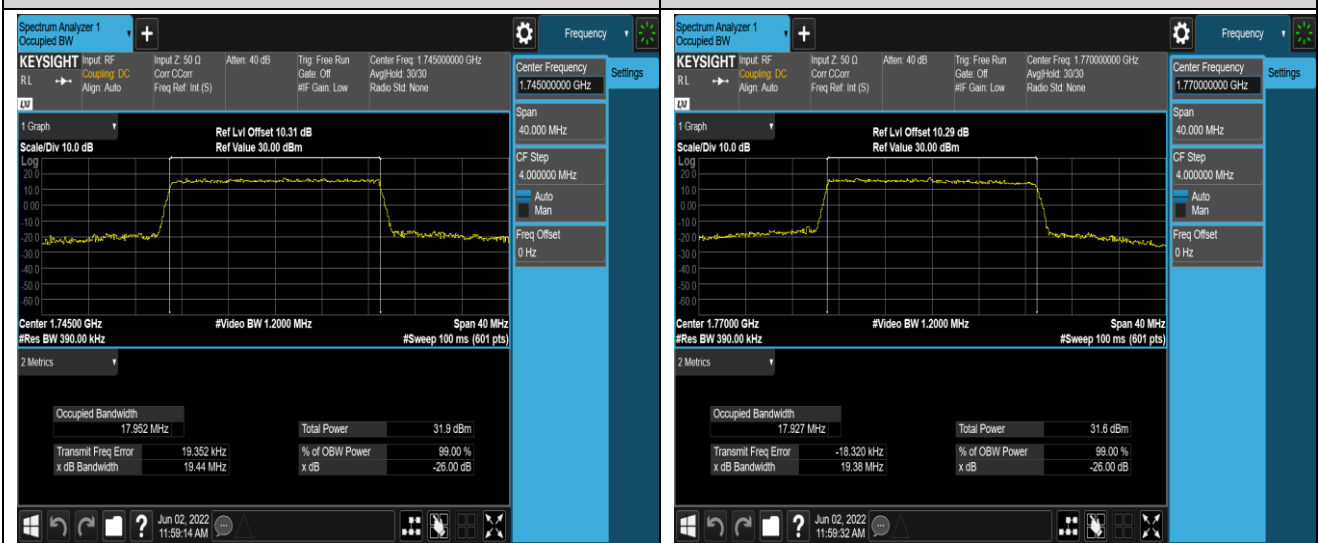 Spectrum Analyzer 1
Occupied BW
Frequency
KEYSIGHT
RL
LXI
Input: RF
Coupling: DC
Align: Auto
Input Z: 50 Ω
Corr CCorr
Freq Ref: Int (S)
Atten: 40 dB
Trig: Free Run
Gate: Off
#IF Gain: Low
Center Freq: 1.745000000 GHz
Avg|Hold: 30/30
Radio Std: None
Center Frequency
1.745000000 GHz
Settings
Span
40.000 MHz
CF Step
4.000000 MHz
Auto
Man
Freq Offset
0 Hz
1 Graph
Scale/Div 10.0 dB
Ref Lvl Offset 10.31 dB
Ref Value 30.00 dBm
Log
20.0
10.0
0.00
-10.0
-20.0
-30.0
-40.0
-50.0
-60.0
Center 1.74500 GHz
#Res BW 390.00 kHz
#Video BW 1.2000 MHz
Span 40 MHz
#Sweep 100 ms (601 pts)
2 Metrics
Occupied Bandwidth
17.952 MHz
Total Power 31.9 dBm
Transmit Freq Error 19.352 kHz
% of OBW Power 99.00 %
x dB Bandwidth 19.44 MHz
x dB -26.00 dB
?
Jun 02, 2022
11:59:14 AM
Spectrum Analyzer 1
Occupied BW
Frequency
KEYSIGHT
RL
LXI
Input: RF
Coupling: DC
Align: Auto
Input Z: 50 Ω
Corr CCorr
Freq Ref: Int (S)
Atten: 40 dB
Trig: Free Run
Gate: Off
#IF Gain: Low
Center Freq: 1.770000000 GHz
Avg|Hold: 30/30
Radio Std: None
Center Frequency
1.770000000 GHz
Settings
Span
40.000 MHz
CF Step
4.000000 MHz
Auto
Man
Freq Offset
0 Hz
1 Graph
Scale/Div 10.0 dB
Ref Lvl Offset 10.29 dB
Ref Value 30.00 dBm
Log
20.0
10.0
0.00
-10.0
-20.0
-30.0
-40.0
-50.0
-60.0
Center 1.77000 GHz
#Res BW 390.00 kHz
#Video BW 1.2000 MHz
Span 40 MHz
#Sweep 100 ms (601 pts)
2 Metrics
Occupied Bandwidth
17.927 MHz
Total Power 31.6 dBm
Transmit Freq Error -18.320 kHz
% of OBW Power 99.00 %
x dB Bandwidth 19.38 MHz
x dB -26.00 dB
?
Jun 02, 2022
11:59:32 AM